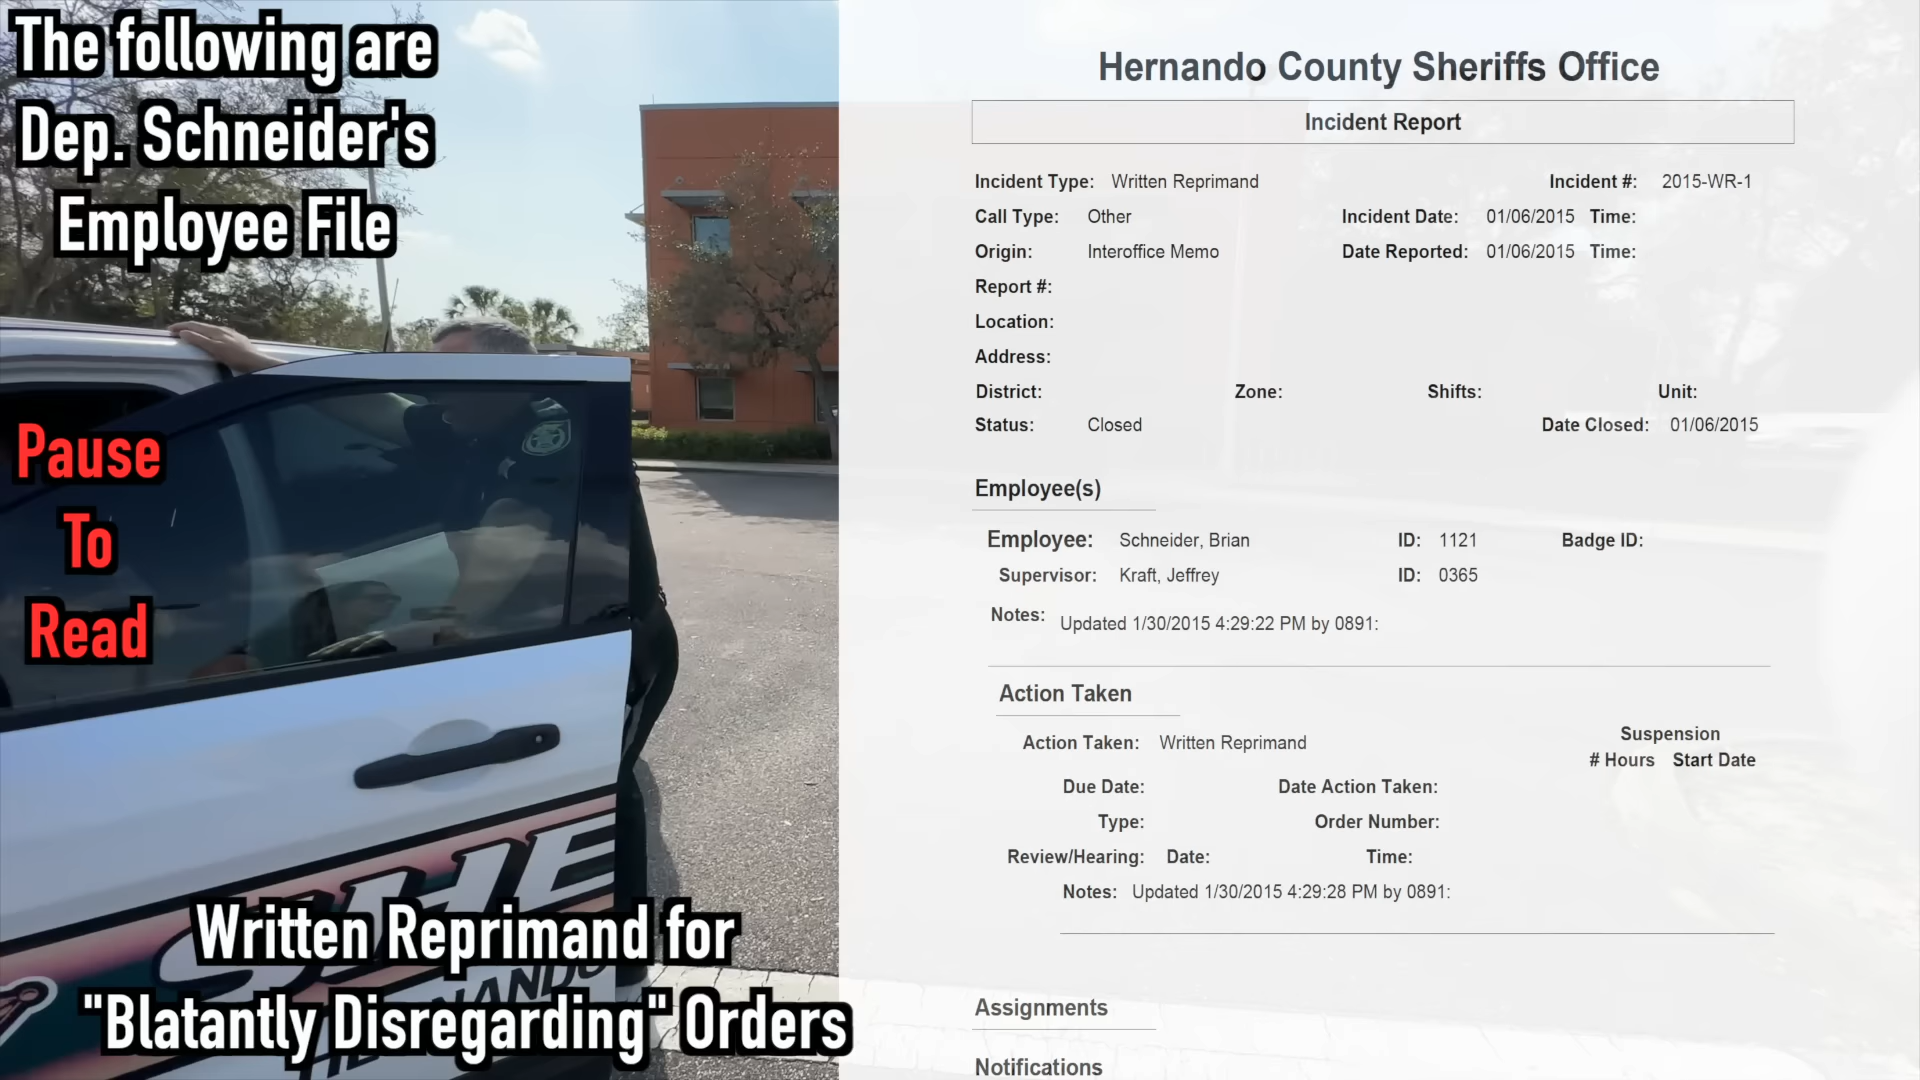 The following are
Dep. Schneider's
Employee File
Pause
To
Read
SHE
Written Reprimand for
"Blatantly Disregarding" Orders
Hernando County Sheriffs Office
Incident Report
Incident Type: Written Reprimand Incident #: 2015-WR-1
Call Type: Other Incident Date: 01/06/2015 Time:
Origin: Interoffice Memo Date Reported: 01/06/2015 Time:
Report #:
Location:
Address:
District: Zone: Shifts: Unit:
Status: Closed Date Closed: 01/06/2015
Employee(s)
Employee: Schneider, Brian ID: 1121 Badge ID:
Supervisor: Kraft, Jeffrey ID: 0365
Notes: Updated 1/30/2015 4:29:22 PM by 0891:
Action Taken
Suspension
Action Taken: Written Reprimand # Hours Start Date
Due Date: Date Action Taken:
Type: Order Number:
Review/Hearing: Date: Time:
Notes: Updated 1/30/2015 4:29:28 PM by 0891:
Assignments
Notifications